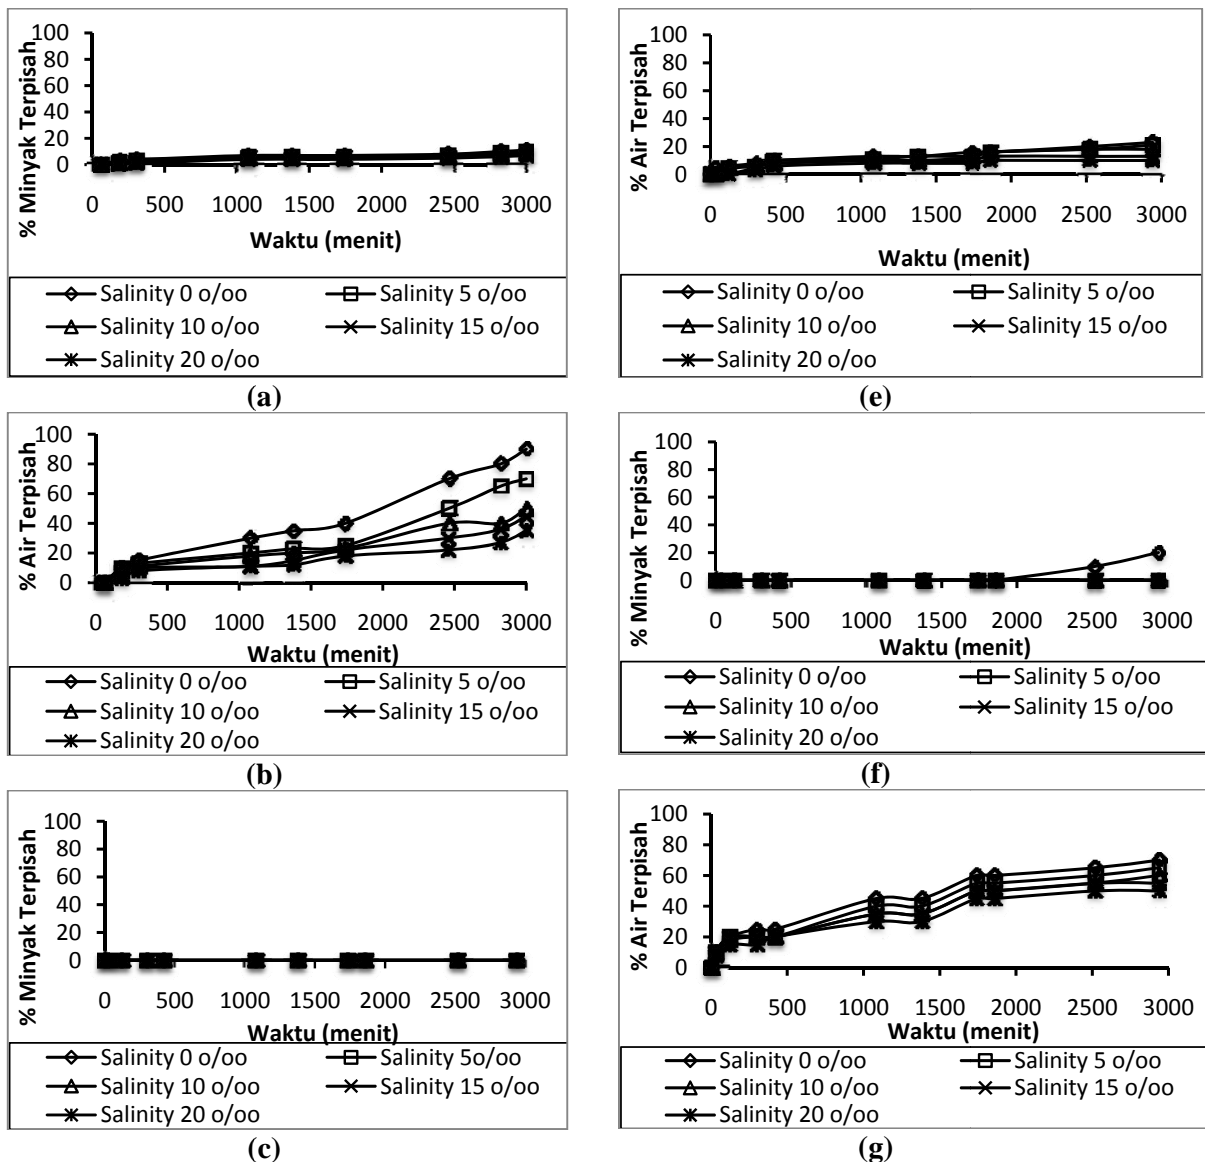 100
80
60
40
20
0
% Minyak Terpisah
0 500 1000 1500 2000 2500 3000
Waktu (menit)
Salinity 0 o/oo Salinity 5 o/oo
Salinity 10 o/oo Salinity 15 o/oo
Salinity 20 o/oo
(a)
100
80
60
40
20
0
% Air Terpisah
0 500 1000 1500 2000 2500 3000
Waktu (menit)
Salinity 0 o/oo Salinity 5 o/oo
Salinity 10 o/oo Salinity 15 o/oo
Salinity 20 o/oo
(e)
100
80
60
40
20
0
% Air Terpisah
0 500 1000 1500 2000 2500 3000
Waktu (menit)
Salinity 0 o/oo Salinity 5 o/oo
Salinity 10 o/oo Salinity 15 o/oo
Salinity 20 o/oo
(b)
100
80
60
40
20
0
% Minyak Terpisah
0 500 1000 1500 2000 2500 3000
Waktu (menit)
Salinity 0 o/oo Salinity 5 o/oo
Salinity 10 o/oo Salinity 15 o/oo
Salinity 20 o/oo
(f)
100
80
60
40
20
0
% Minyak Terpisah
0 500 1000 1500 2000 2500 3000
Waktu (menit)
Salinity 0 o/oo Salinity 5o/oo
Salinity 10 o/oo Salinity 15 o/oo
Salinity 20 o/oo
(c)
100
80
60
40
20
0
% Air Terpisah
0 500 1000 1500 2000 2500 3000
Waktu (menit)
Salinity 0 o/oo Salinity 5 o/oo
Salinity 10 o/oo Salinity 15 o/oo
Salinity 20 o/oo
(g)